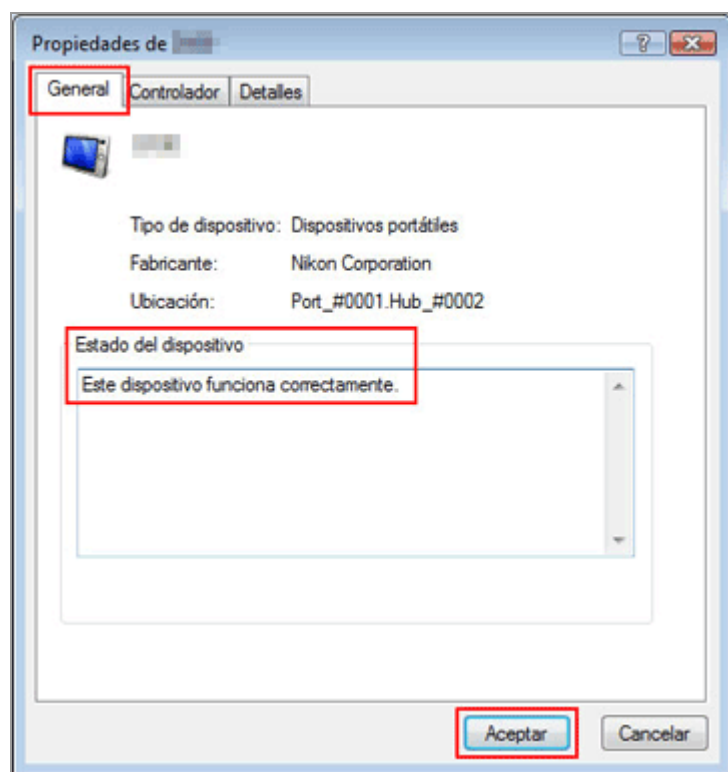 Propiedades de
General Controlador Detalles
Tipo de dispositivo: Dispositivos portátiles
Fabricante: Nikon Corporation
Ubicación: Port_#0001.Hub_#0002
Estado del dispositivo
Este dispositivo funciona correctamente.
Aceptar Cancelar